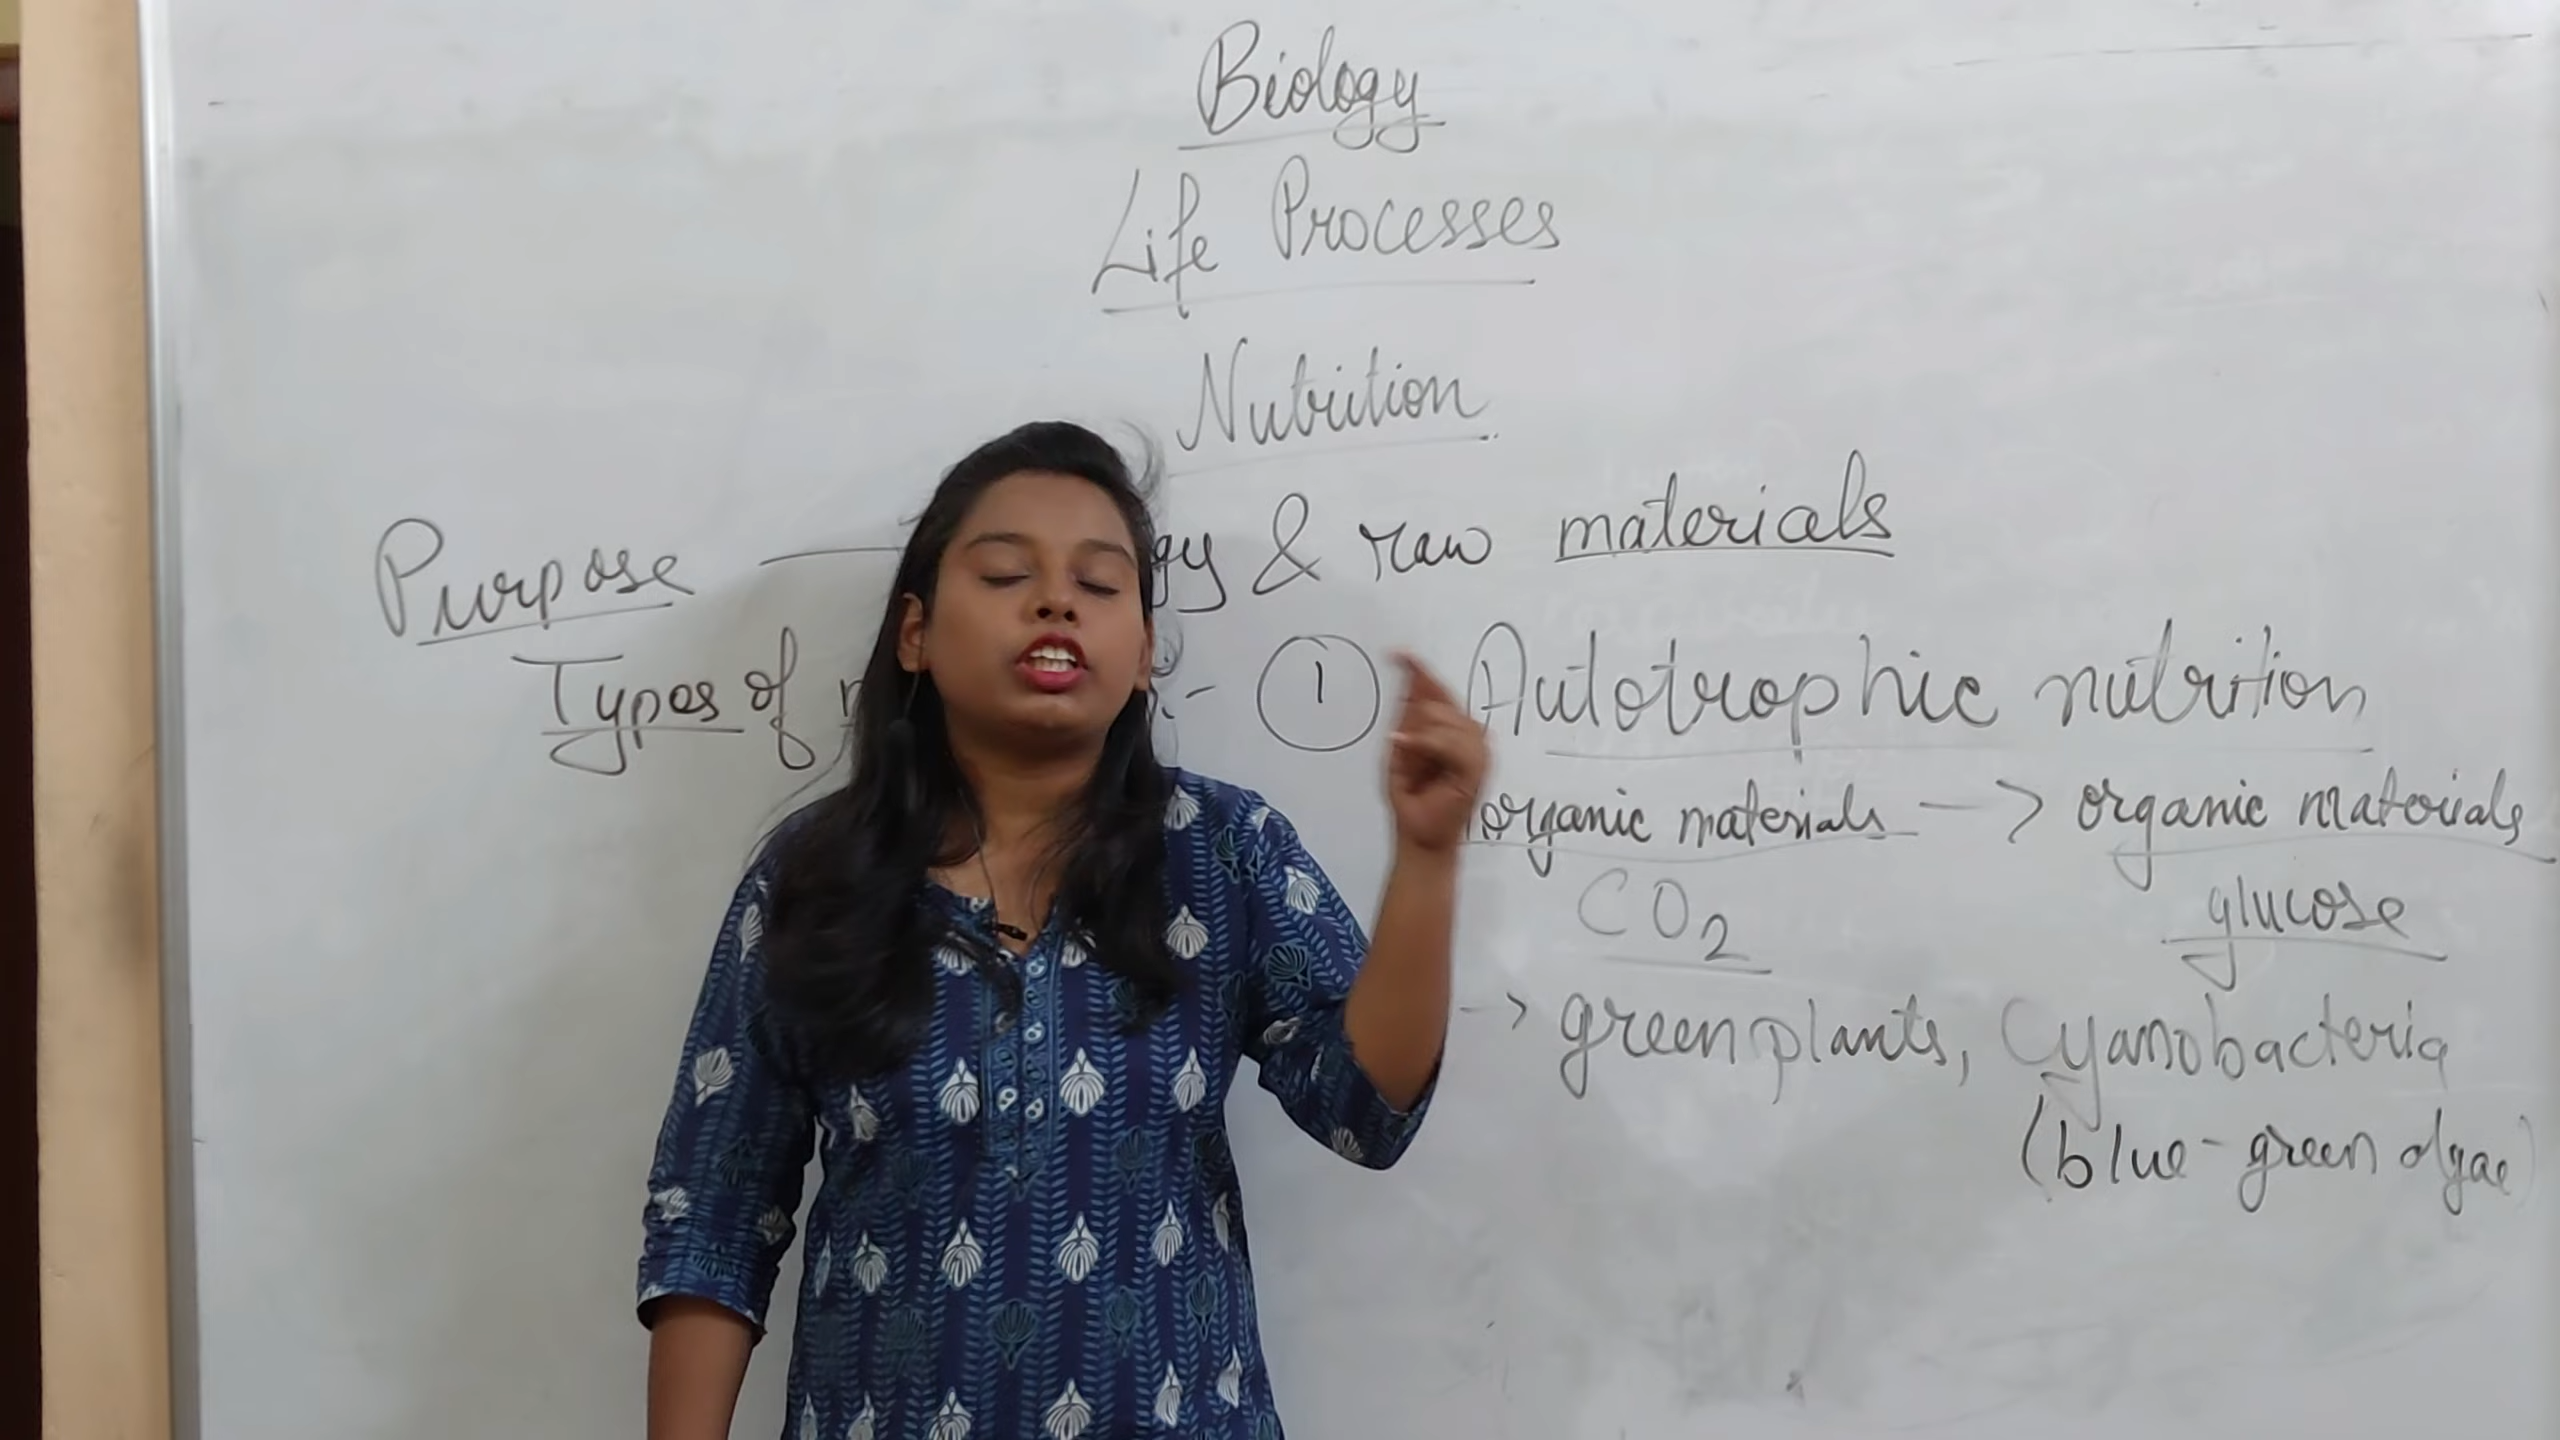 Biology
Life Processes
Nutrition
Purpose — gy & raw materials
Types of :- 1 Autotrophic nutrition
organic materials —> organic materials
CO2 glucose
-> green plants, Cyanobacteria
(blue-green algae)